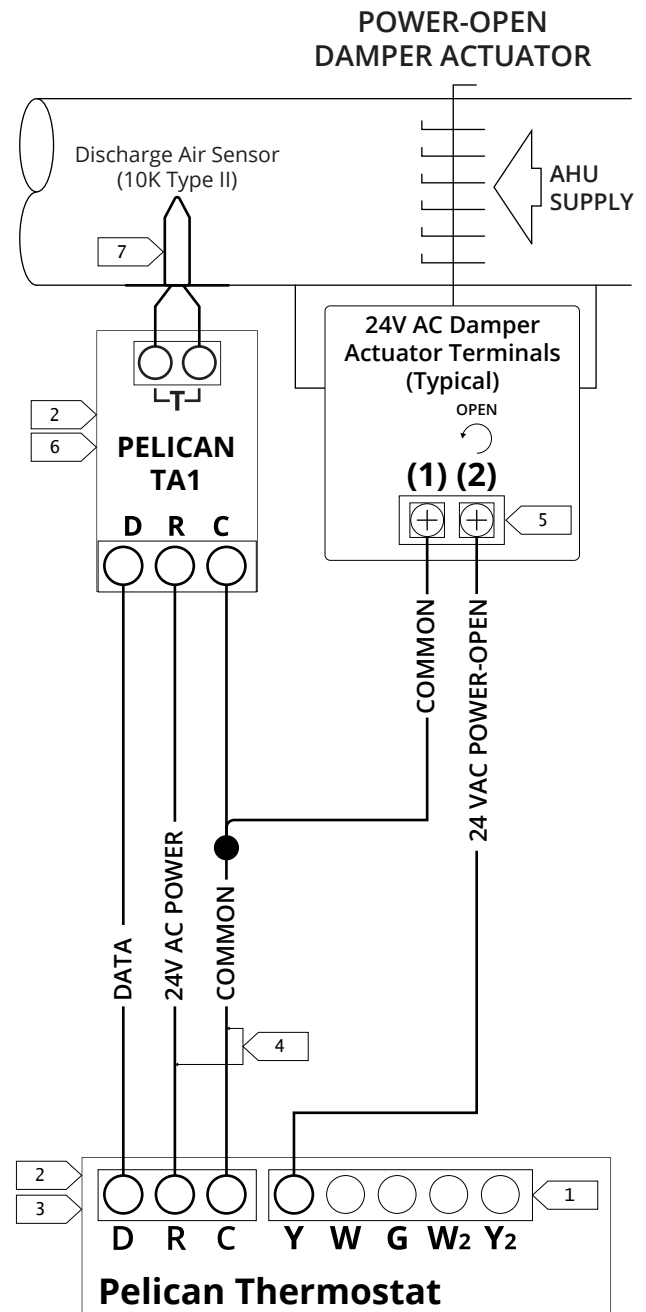 POWER-OPEN
DAMPER ACTUATOR
Discharge Air Sensor
(10K Type II)
AHU
SUPPLY
7
24V AC Damper
Actuator Terminals
(Typical)
OPEN
(1) (2)
5
2
6
T
PELICAN
TA1
D R C
COMMON
24 VAC POWER-OPEN
DATA
24V AC POWER
COMMON
4
2
3
1
D R C Y W G W2 Y2
Pelican Thermostat